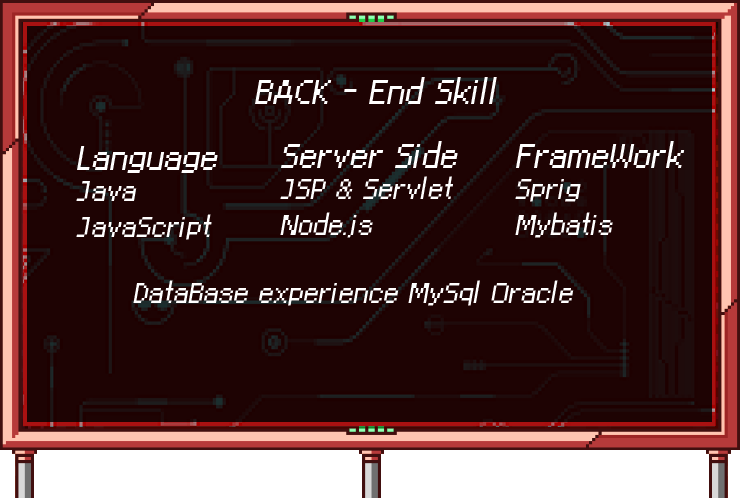 BACK - End Skill
Language Server Side FrameWork
Java JSP & Servlet Sprig
JavaScript Node.js Mybatis
DataBase experience MySql Oracle